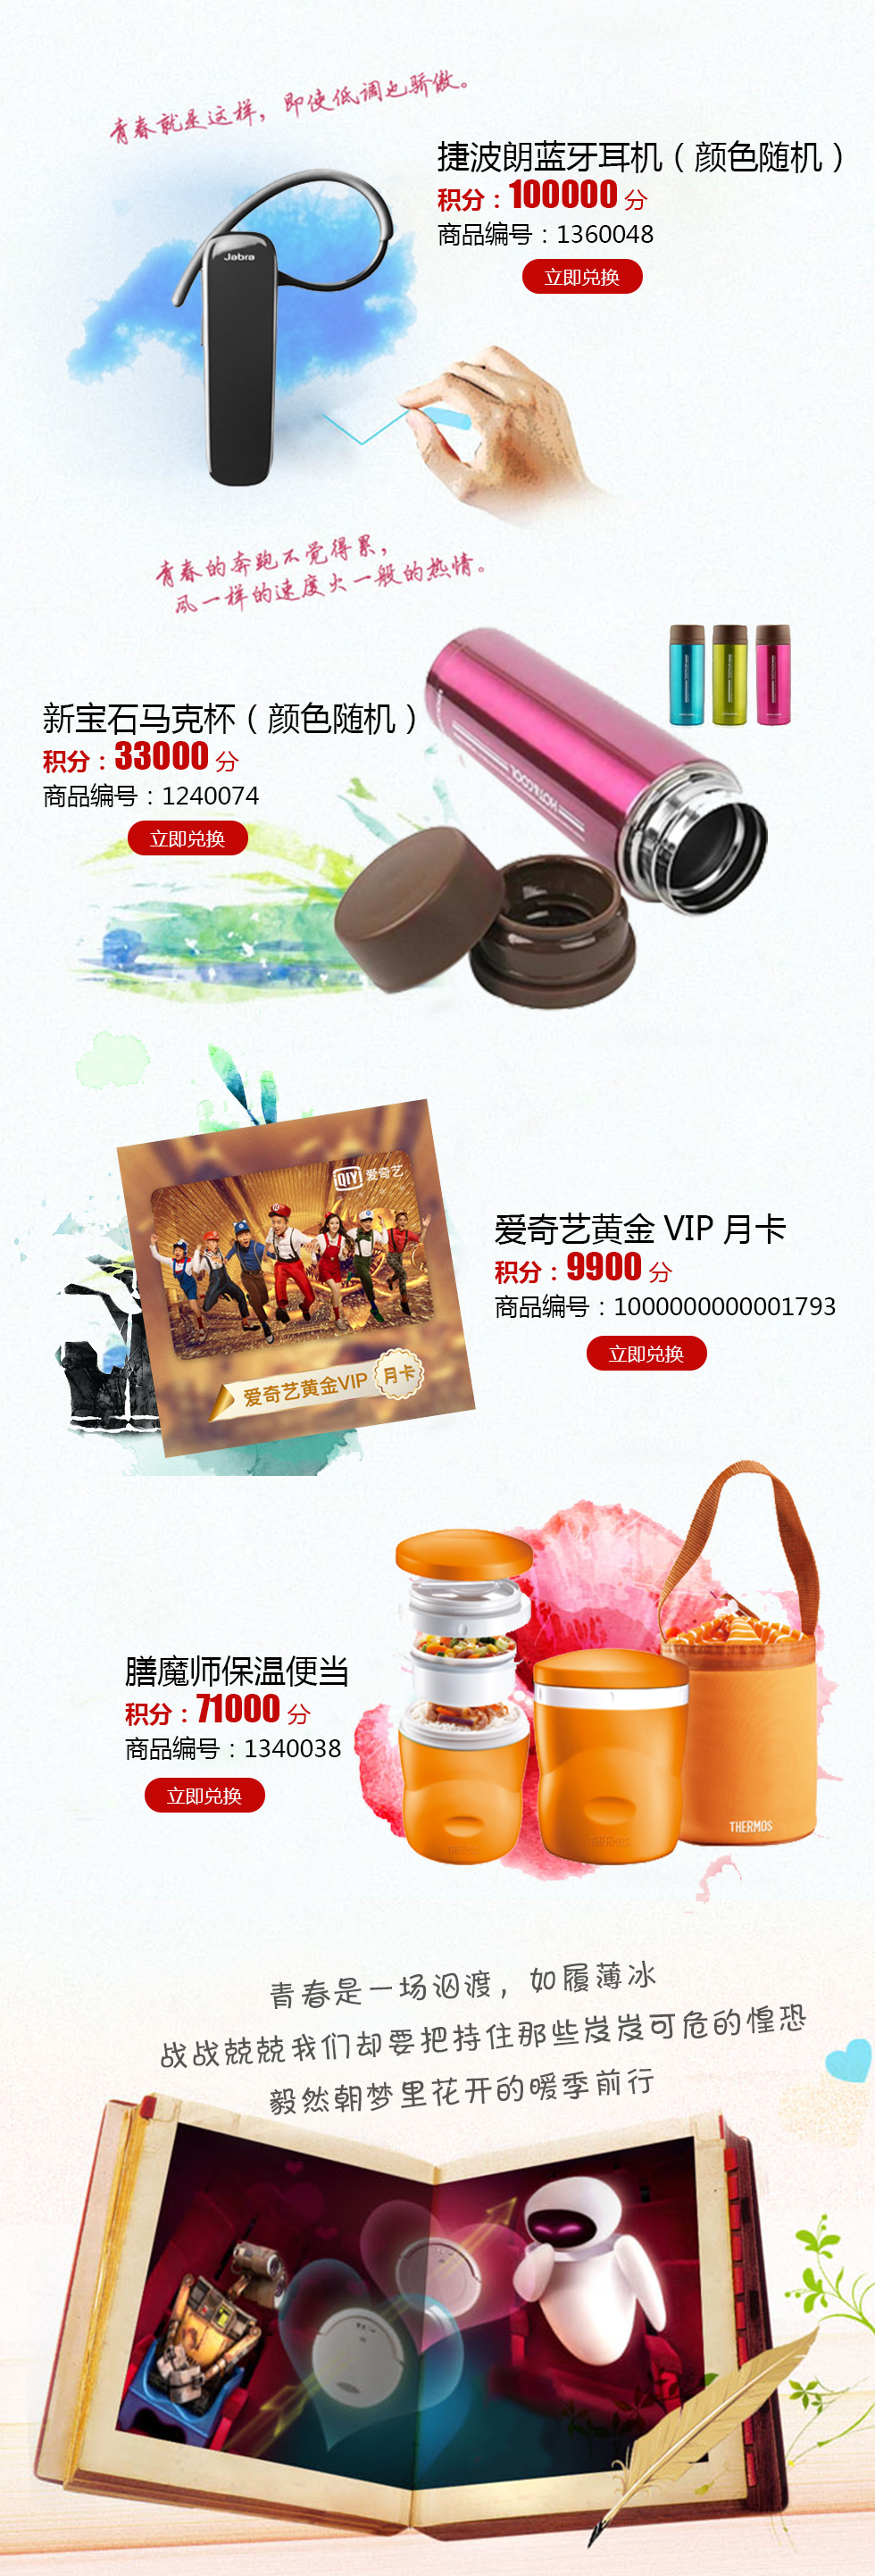 青春就是这样，即使低调也骄傲。
Jabra
捷波朗蓝牙耳机（颜色随机）
积分：100000 分
商品编号：1360048
立即兑换
青春的奔跑不觉得累，
风一样的速度火一般的热情。
HOT&COOL
新宝石马克杯（颜色随机）
积分：33000 分
商品编号：1240074
立即兑换
QIYI 爱奇艺
爱奇艺黄金VIP 月卡
爱奇艺黄金 VIP 月卡
积分：9900 分
商品编号：1000000000001793
立即兑换
膳魔师保温便当
积分：71000 分
商品编号：1340038
立即兑换
THERMOS
THERMOS
THERMOS
青春是一场泅渡，如履薄冰
战战兢兢我们却要把持住那些岌岌可危的惶恐
毅然朝梦里花开的暖季前行